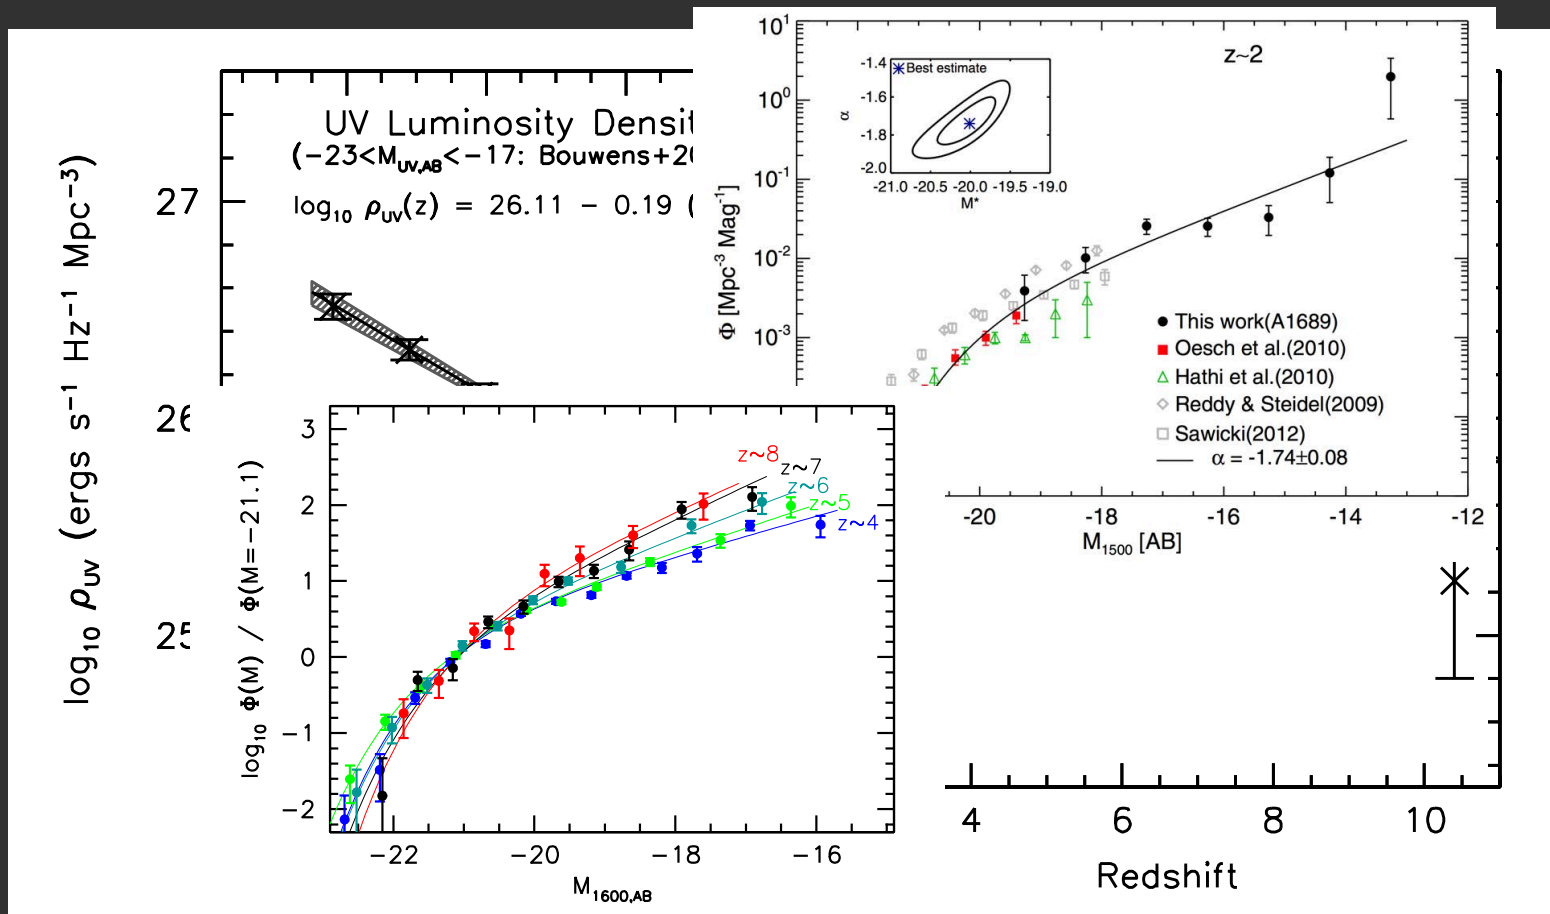 UV Luminosity Densit
(−23<M_UV,AB<−17: Bouwens+20
log₁₀ ρ_UV(z) = 26.11 − 0.19 (
log₁₀ ρ_UV (ergs s⁻¹ Hz⁻¹ Mpc⁻³)
27
25
4 6 8 10
Redshift
z~2
10¹
10⁰
10⁻¹
10⁻²
10⁻³
Φ [Mpc⁻³ Mag⁻¹]
Best estimate
-1.4
-1.6
-1.8
-2.0
α
-21.0 -20.5 -20.0 -19.5 -19.0
M*
This work(A1689)
Oesch et al.(2010)
Hathi et al.(2010)
Reddy & Steidel(2009)
Sawicki(2012)
α = -1.74±0.08
-20 -18 -16 -14 -12
M₁₅₀₀ [AB]
3
2
1
0
−1
−2
log₁₀ Φ(M) / Φ(M=−21.1)
z~8
z~7
z~6
z~5
z~4
−22 −20 −18 −16
M₁₆₀₀,AB